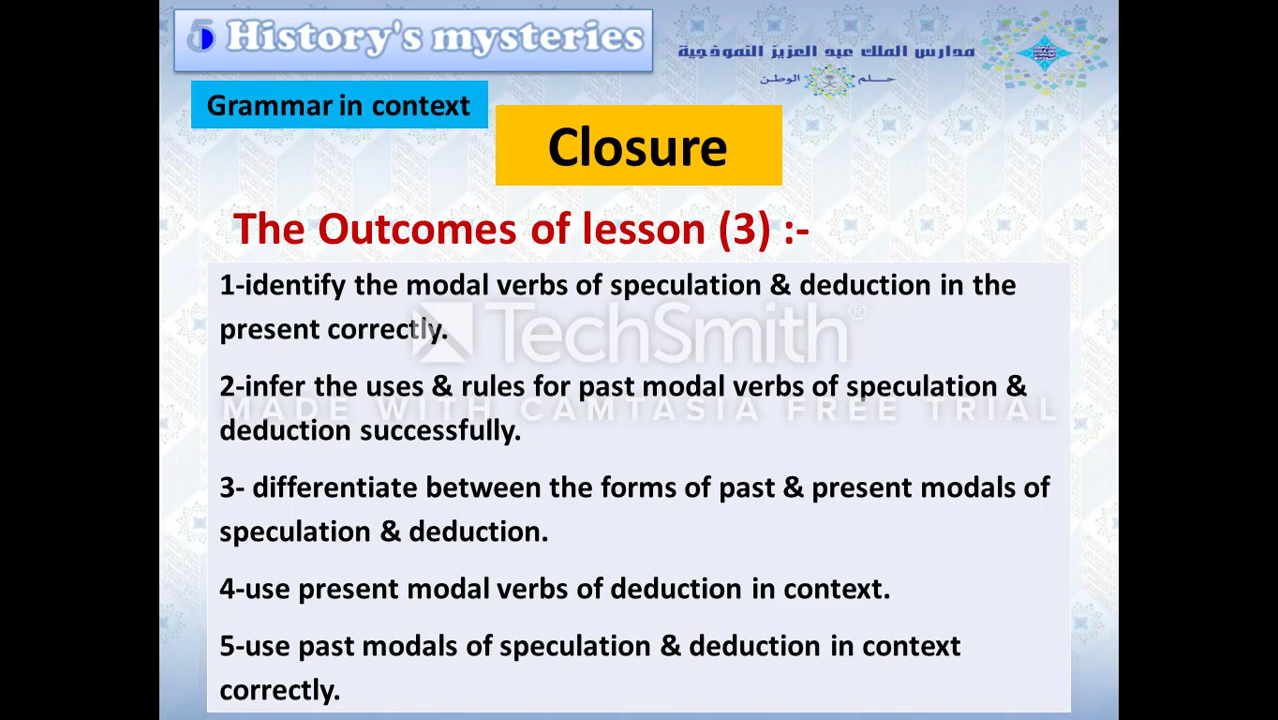 5 History's mysteries
مدارس الملك عبد العزيز النموذجية
حلم الوطن
Grammar in context
Closure
The Outcomes of lesson (3) :-
1-identify the modal verbs of speculation & deduction in the
present correctly.
TechSmith®
2-infer the uses & rules for past modal verbs of speculation &
MADE WITH CAMTASIA FREE TRIAL
deduction successfully.
3- differentiate between the forms of past & present modals of
speculation & deduction.
4-use present modal verbs of deduction in context.
5-use past modals of speculation & deduction in context
correctly.